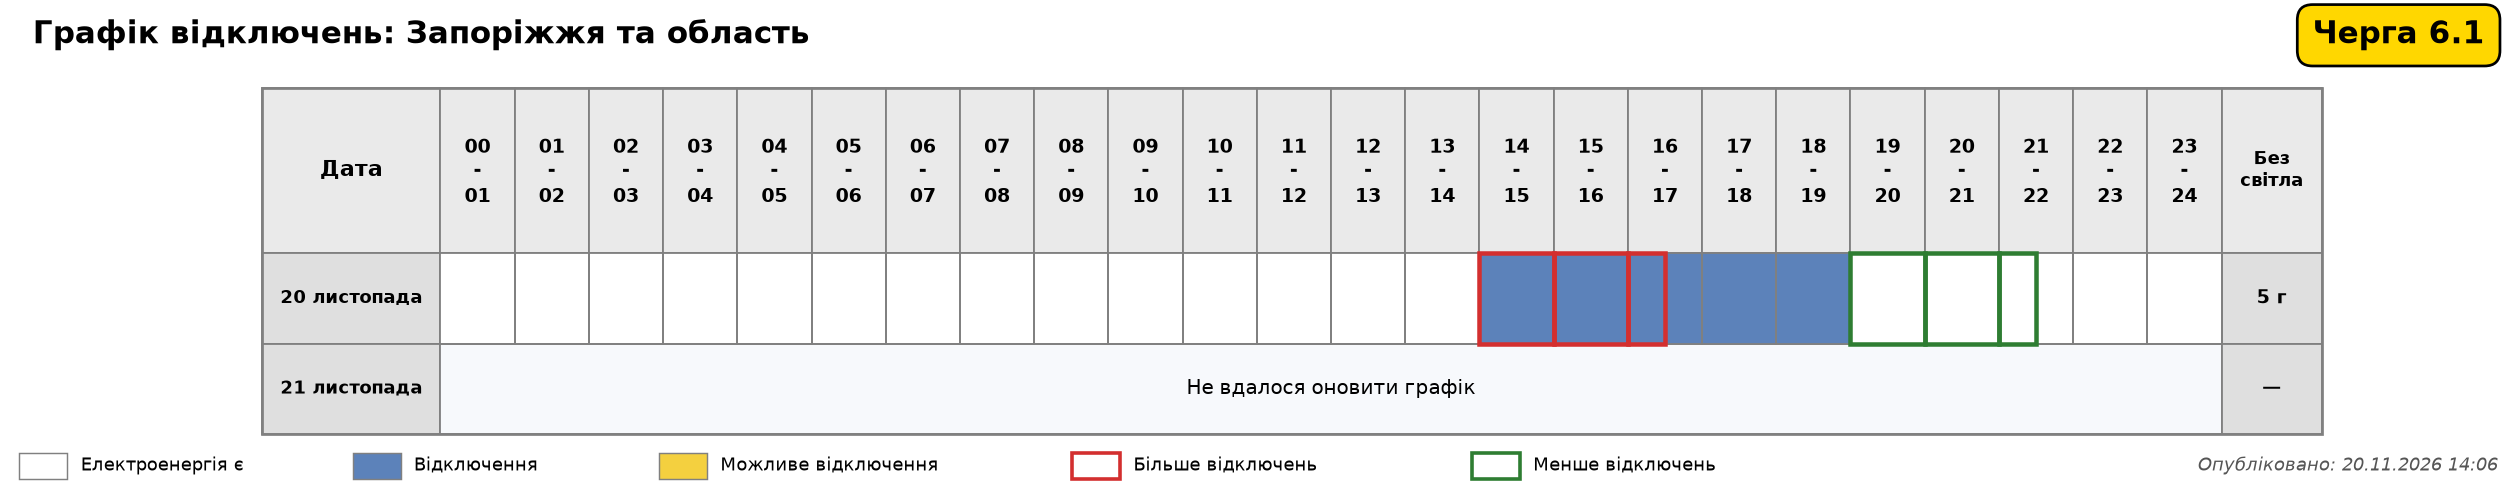 Графік відключень: Запоріжжя та область
Черга 6.1
Дата
00 - 01
01 - 02
02 - 03
03 - 04
04 - 05
05 - 06
06 - 07
07 - 08
08 - 09
09 - 10
10 - 11
11 - 12
12 - 13
13 - 14
14 - 15
15 - 16
16 - 17
17 - 18
18 - 19
19 - 20
20 - 21
21 - 22
22 - 23
23 - 24
Без
світла
20 листопада
5 г
21 листопада
Не вдалося оновити графік
—
Електроенергія є
Відключення
Можливе відключення
Більше відключень
Менше відключень
Опубліковано: 20.11.2026 14:06